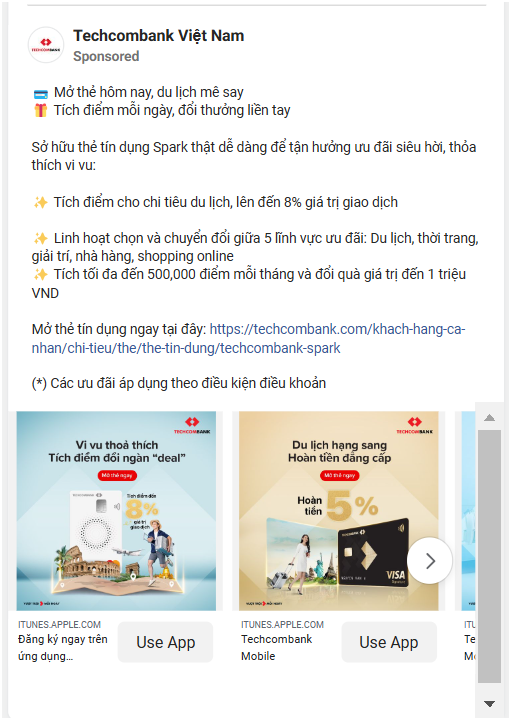 Techcombank Việt Nam
Sponsored
💳 Mở thẻ hôm nay, du lịch mê say
🎁 Tích điểm mỗi ngày, đổi thưởng liền tay
Sở hữu thẻ tín dụng Spark thật dễ dàng để tận hưởng ưu đãi siêu hời, thỏa
thích vi vu:
✨ Tích điểm cho chi tiêu du lịch, lên đến 8% giá trị giao dịch
✨ Linh hoạt chọn và chuyển đổi giữa 5 lĩnh vực ưu đãi: Du lịch, thời trang,
giải trí, nhà hàng, shopping online
✨ Tích tối đa đến 500,000 điểm mỗi tháng và đổi quà giá trị đến 1 triệu
VND
Mở thẻ tín dụng ngay tại đây: https://techcombank.com/khach-hang-ca-
nhan/chi-tieu/the/the-tin-dung/techcombank-spark
(*) Các ưu đãi áp dụng theo điều kiện điều khoản
TECHCOMBANK
Vi vu thoả thích
Tích điểm đổi ngàn “deal”
Mở thẻ ngay
Tích điểm đến
8%
giá trị
giao dịch
TECHCOMBANK
Du lịch hạng sang
Hoàn tiền đẳng cấp
Mở thẻ ngay
Hoàn
tiền
5%
VISA
ITUNES.APPLE.COM
Đăng ký ngay trên
ứng dụng...
Use App
ITUNES.APPLE.COM
Techcombank
Mobile
Use App